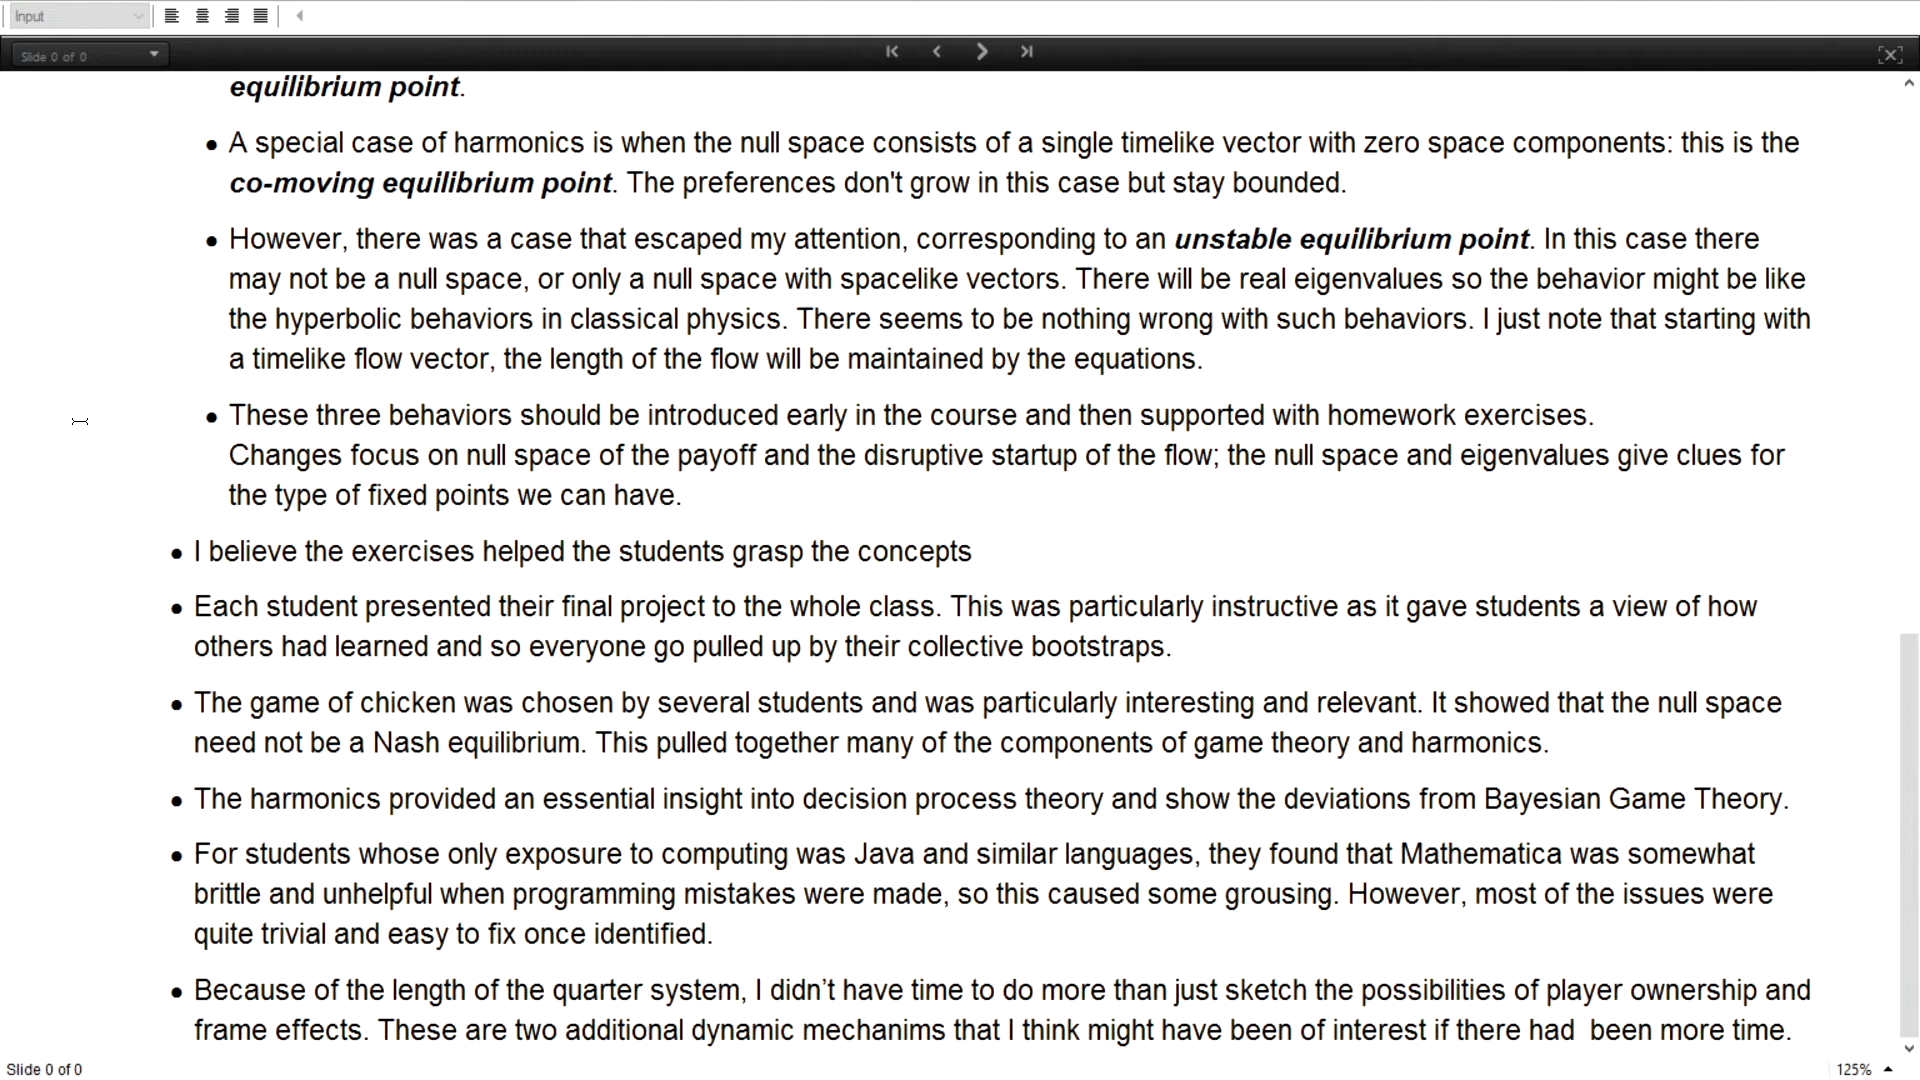 Input
Slide 0 of 0
equilibrium point.
• A special case of harmonics is when the null space consists of a single timelike vector with zero space components: this is the
co-moving equilibrium point. The preferences don't grow in this case but stay bounded.
• However, there was a case that escaped my attention, corresponding to an unstable equilibrium point. In this case there
may not be a null space, or only a null space with spacelike vectors. There will be real eigenvalues so the behavior might be like
the hyperbolic behaviors in classical physics. There seems to be nothing wrong with such behaviors. I just note that starting with
a timelike flow vector, the length of the flow will be maintained by the equations.
• These three behaviors should be introduced early in the course and then supported with homework exercises.
Changes focus on null space of the payoff and the disruptive startup of the flow; the null space and eigenvalues give clues for
the type of fixed points we can have.
• I believe the exercises helped the students grasp the concepts
• Each student presented their final project to the whole class. This was particularly instructive as it gave students a view of how
others had learned and so everyone go pulled up by their collective bootstraps.
• The game of chicken was chosen by several students and was particularly interesting and relevant. It showed that the null space
need not be a Nash equilibrium. This pulled together many of the components of game theory and harmonics.
• The harmonics provided an essential insight into decision process theory and show the deviations from Bayesian Game Theory.
• For students whose only exposure to computing was Java and similar languages, they found that Mathematica was somewhat
brittle and unhelpful when programming mistakes were made, so this caused some grousing. However, most of the issues were
quite trivial and easy to fix once identified.
• Because of the length of the quarter system, I didn’t have time to do more than just sketch the possibilities of player ownership and
frame effects. These are two additional dynamic mechanims that I think might have been of interest if there had  been more time.
Slide 0 of 0
125%